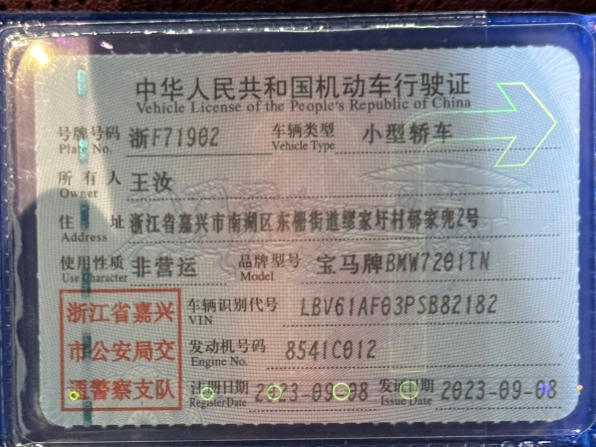 中华人民共和国机动车行驶证
Vehicle License of the People's Republic of China
号牌号码 浙F71902 车辆类型 小型轿车
Plate No. Vehicle Type
所有人 王汝
Owner
住址 浙江省嘉兴市南湖区东栅街道缪家圩村郁家兜2号
Address
使用性质 非营运 品牌型号 宝马牌BMW7201TN
Use Character Model
浙江省嘉兴 车辆识别代号 LBV61AF03PSB82182
VIN
市公安局交 发动机号码 8541C012
Engine No.
通警察支队 注册日期 2023-09-08 发证日期 2023-09-08
Register Date Issue Date